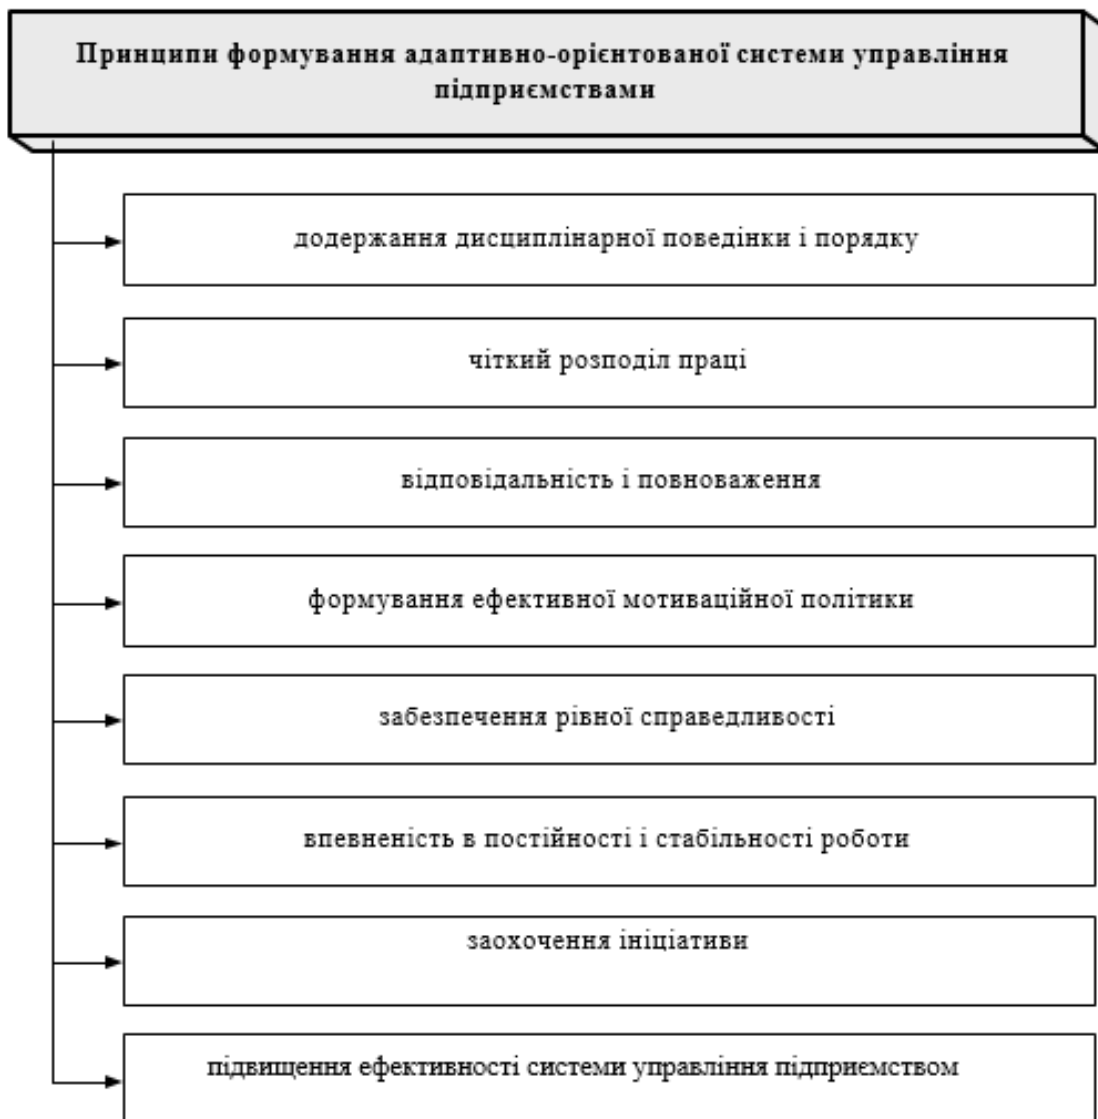 Принципи формування адаптивно-орієнтованої системи управління
підприємствами
додержання дисциплінарної поведінки і порядку
чіткий розподіл праці
відповідальність і повноваження
формування ефективної мотиваційної політики
забезпечення рівної справедливості
впевненість в постійності і стабільності роботи
заохочення ініціативи
підвищення ефективності системи управління підприємством